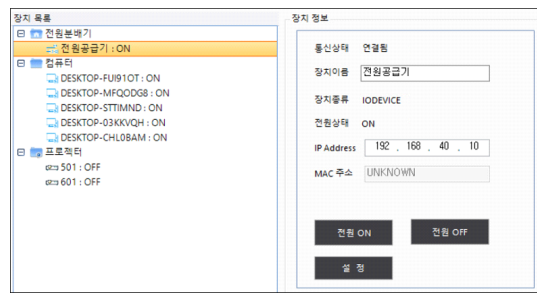 장치 목록
전원분배기
전원공급기 : ON
컴퓨터
DESKTOP-FUI91OT : ON
DESKTOP-MFQODG8 : ON
DESKTOP-STTIMND : ON
DESKTOP-03KKVQH : ON
DESKTOP-CHL0BAM : ON
프로젝터
501 : OFF
601 : OFF
장치 정보
통신상태 연결됨
장치이름 전원공급기
장치종류 IODEVICE
전원상태 ON
IP Address 192 . 168 . 40 . 10
MAC 주소 UNKNOWN
전원 ON 전원 OFF
설 정